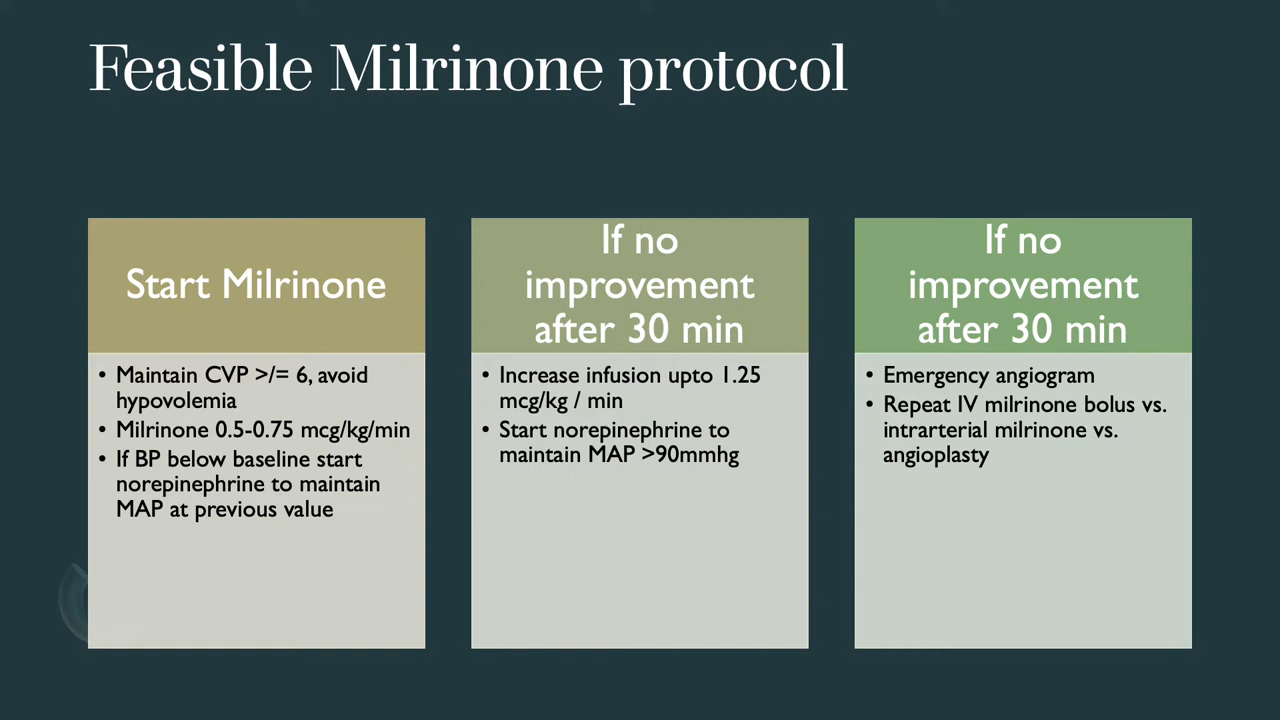 Feasible Milrinone protocol
Start Milrinone
• Maintain CVP >/= 6, avoid
hypovolemia
• Milrinone 0.5-0.75 mcg/kg/min
• If BP below baseline start
norepinephrine to maintain
MAP at previous value
If no
improvement
after 30 min
• Increase infusion upto 1.25
mcg/kg / min
• Start norepinephrine to
maintain MAP >90mmhg
If no
improvement
after 30 min
• Emergency angiogram
• Repeat IV milrinone bolus vs.
intrarterial milrinone vs.
angioplasty